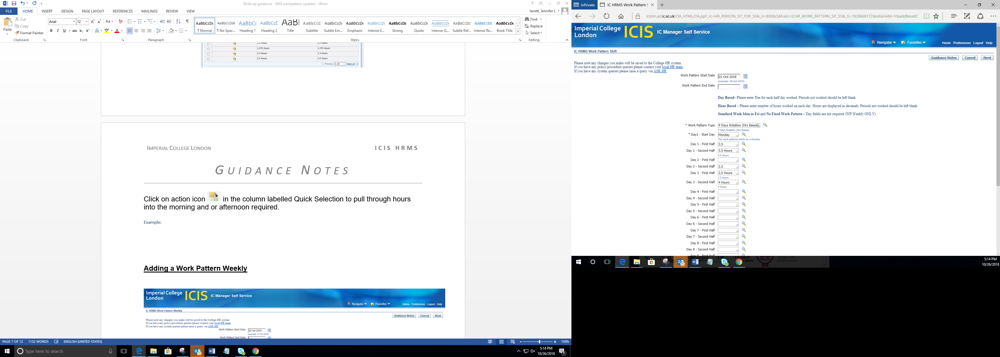 Write up guidance - MSS workpattern updates - Word
FILE HOME INSERT DESIGN PAGE LAYOUT REFERENCES MAILINGS REVIEW VIEW
Jarrett, Jennifer L
Paste
Cut
Copy
Format Painter
Clipboard
Arial 12
Font
Paragraph
AaBbCcDc AaBbCcDd AaBbC AaBbCcE AaBl AaBbCcC AaBbCcDc AaBbCcDc AaBbCcDc AaBbCcDc AaBbCcDc AaBbCcDc AABBCCDC AABBCCDE AaBbCcDc
¶ Normal ¶ No Spac... Heading 1 Heading 2 Title Subtitle Subtle Em... Emphasis Intense E... Strong Quote Intense Q... Subtle Ref... Intense Re... Book Title
Styles
Find
Replace
Select
Editing
1.3 Hours 1.3 Hours
1.375 Hours 1.375 Hours
1.4 Hours 1.4 Hours
1.5 Hours 1.5 Hours
Previous 1-10 Next 10
IMPERIAL COLLEGE LONDON ICIS HRMS
GUIDANCE NOTES
Click on action icon in the column labelled Quick Selection to pull through hours
into the morning and or afternoon required.
Example:
Adding a Work Pattern Weekly
Imperial College
London
ICIS IC Manager Self Service
Navigator Favorites Home Preferences Logout Help
IC HRMS Work Pattern Weekly
Guidance Notes Cancel Next
Please note any changes you make will be saved to the College HR system.
If you have any policy/procedure queries please contact your local HR team.
If you have any system queries please raise a query via ASK HR.
Work Pattern Start Date 16-Jul-2018
(example: 17-Oct-2018)
Work Pattern End Date
PAGE 7 OF 12 1152 WORDS ENGLISH (UNITED STATES) 150%
Type here to search
5:14 PM
10/26/2018
InPrivate IC HRMS Work Pattern S
icistrn.ad.ic.ac.uk/OA_HTML/OA.jsp?_rc=HR_PERSON_SIT_TOP_SS&_ri=800&OAFunc=ICHR_WORK_PATTERN_SIT_SS&_ti=1929669172&retainAM=Y&addBreadC
Imperial College
London
ICIS IC Manager Self Service
Navigator Favorites Home Preferences Logout Help
IC HRMS Work Pattern Shift
Guidance Notes Cancel Next
Please note any changes you make will be saved to the College HR system.
If you have any policy/procedure queries please contact your local HR team.
If you have any system queries please raise a query via ASK HR.
Work Pattern Start Date 01-Oct-2018
(example: 26-Oct-2018)
Work Pattern End Date
Day Based– Please enter Yes for each half day worked. Periods not worked should be left blank.
Hour Based – Please enter number of hours worked on each day. Hours are displayed in decimals. Periods not worked should be left blank.
Standard Week Mon to Fri and No Fixed Work Pattern – Day fields are not required (WP Weekly ONLY)
* Work Pattern Type 9 Days Rotation (Hrs Based)
9 Days Rotation (Hrs Based)
* Day1 - Start Day Monday
The work patterns starts on a Monday
Day 1 - First Half 3.5
Day 1 - Second Half 3.5 Hours
3.5 Hours
Day 2 - First Half
Day 2 - Second Half 2.5
Day 3 - First Half 2.5 Hours
2.5 Hours
Day 3 - Second Half 4 Hours
4 Hours
Day 4 - First Half
Day 4 - Second Half
Day 5 - First Half
Day 5 - Second Half
Day 6 - First Half
Day 6 - Second Half
Day 7 - First Half
Day 7 - Second Half
Day 8 - First Half
Day 8 - Second Half
Day 9 - First Half
5:14 PM
10/26/2018